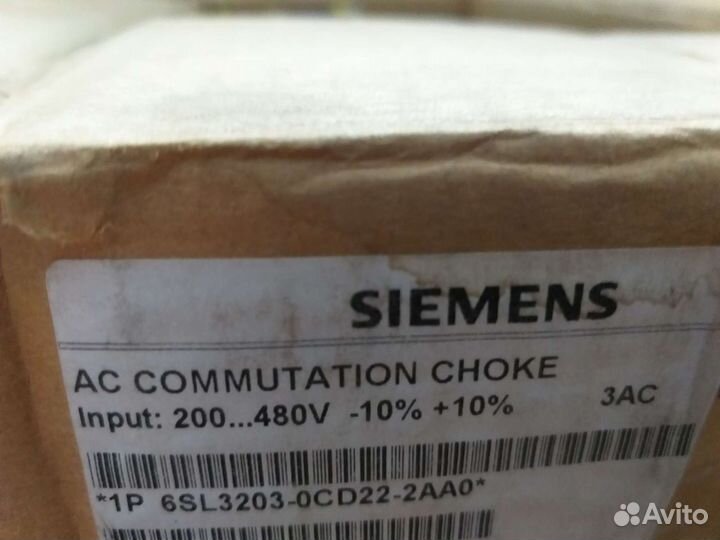 SIEMENS
AC COMMUTATION CHOKE
Input: 200...480V -10% +10% 3AC
*1P 6SL3203-0CD22-2AA0*
Avito